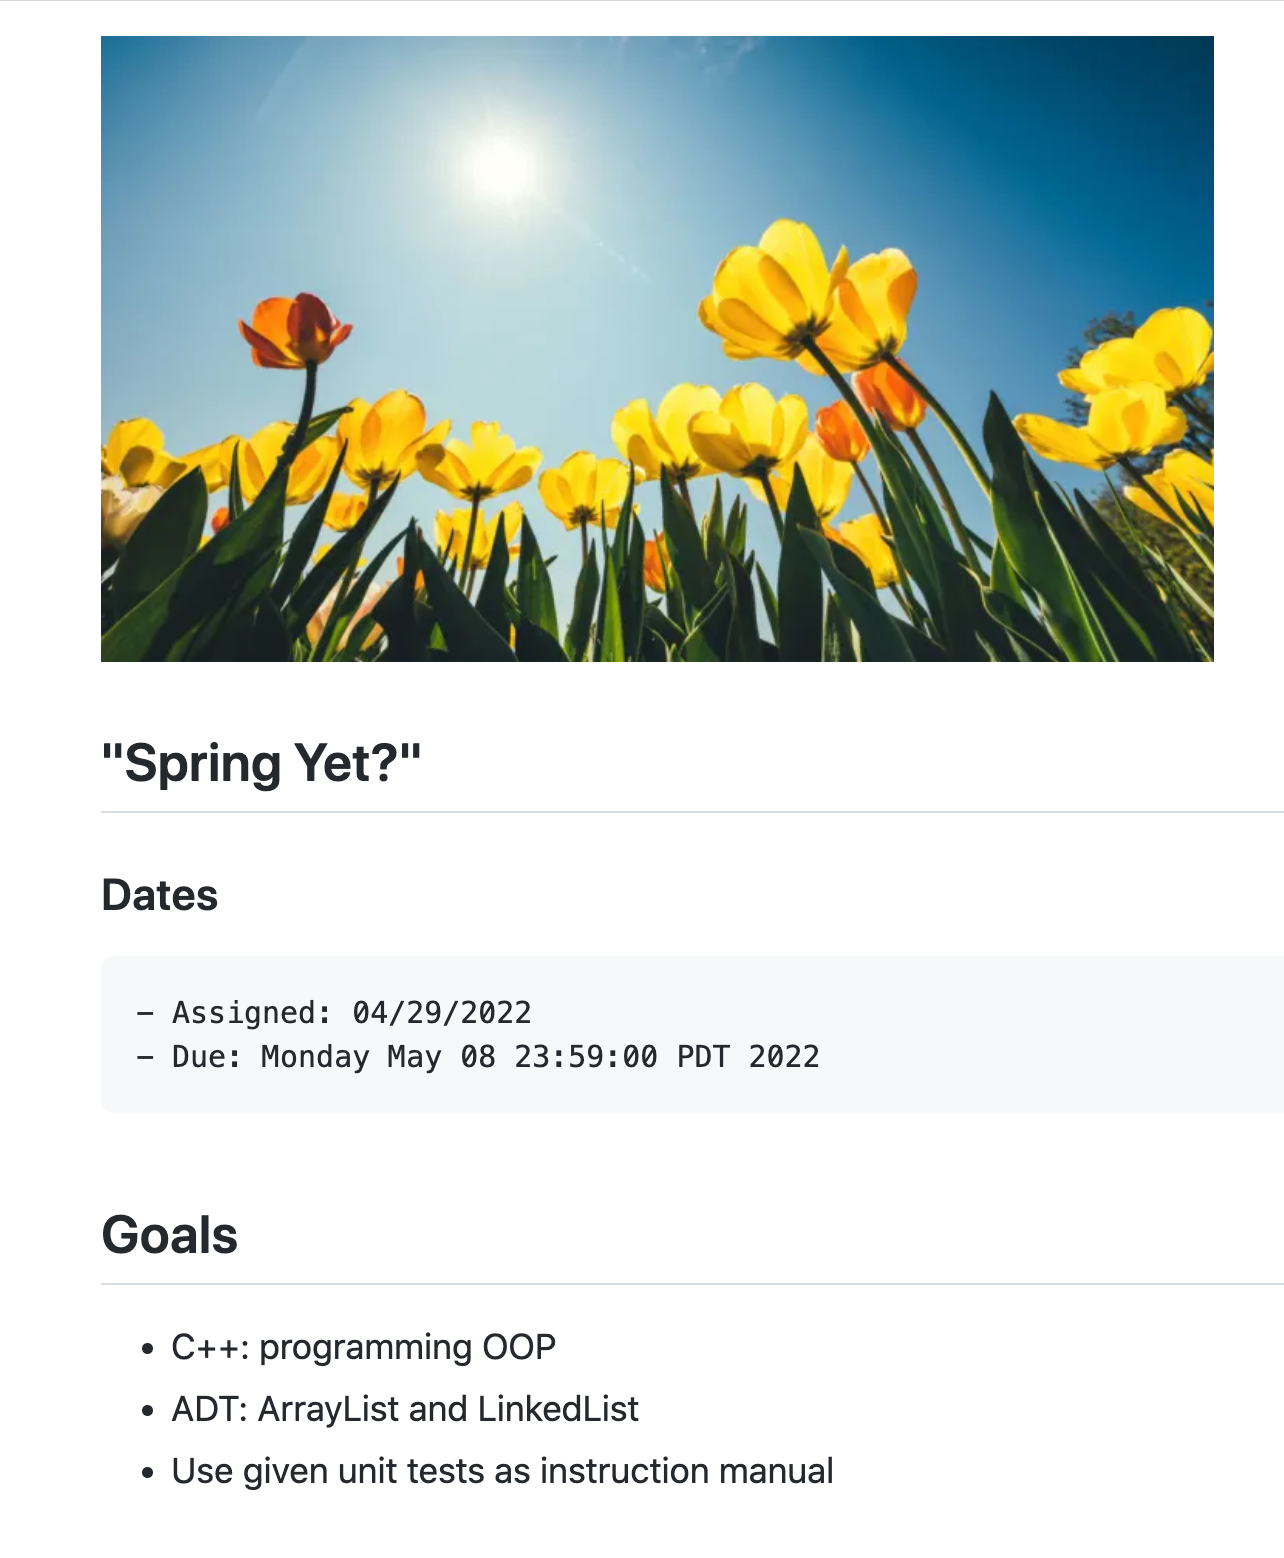 "Spring Yet?"
Dates
- Assigned: 04/29/2022
- Due: Monday May 08 23:59:00 PDT 2022
Goals
• C++: programming OOP
• ADT: ArrayList and LinkedList
• Use given unit tests as instruction manual